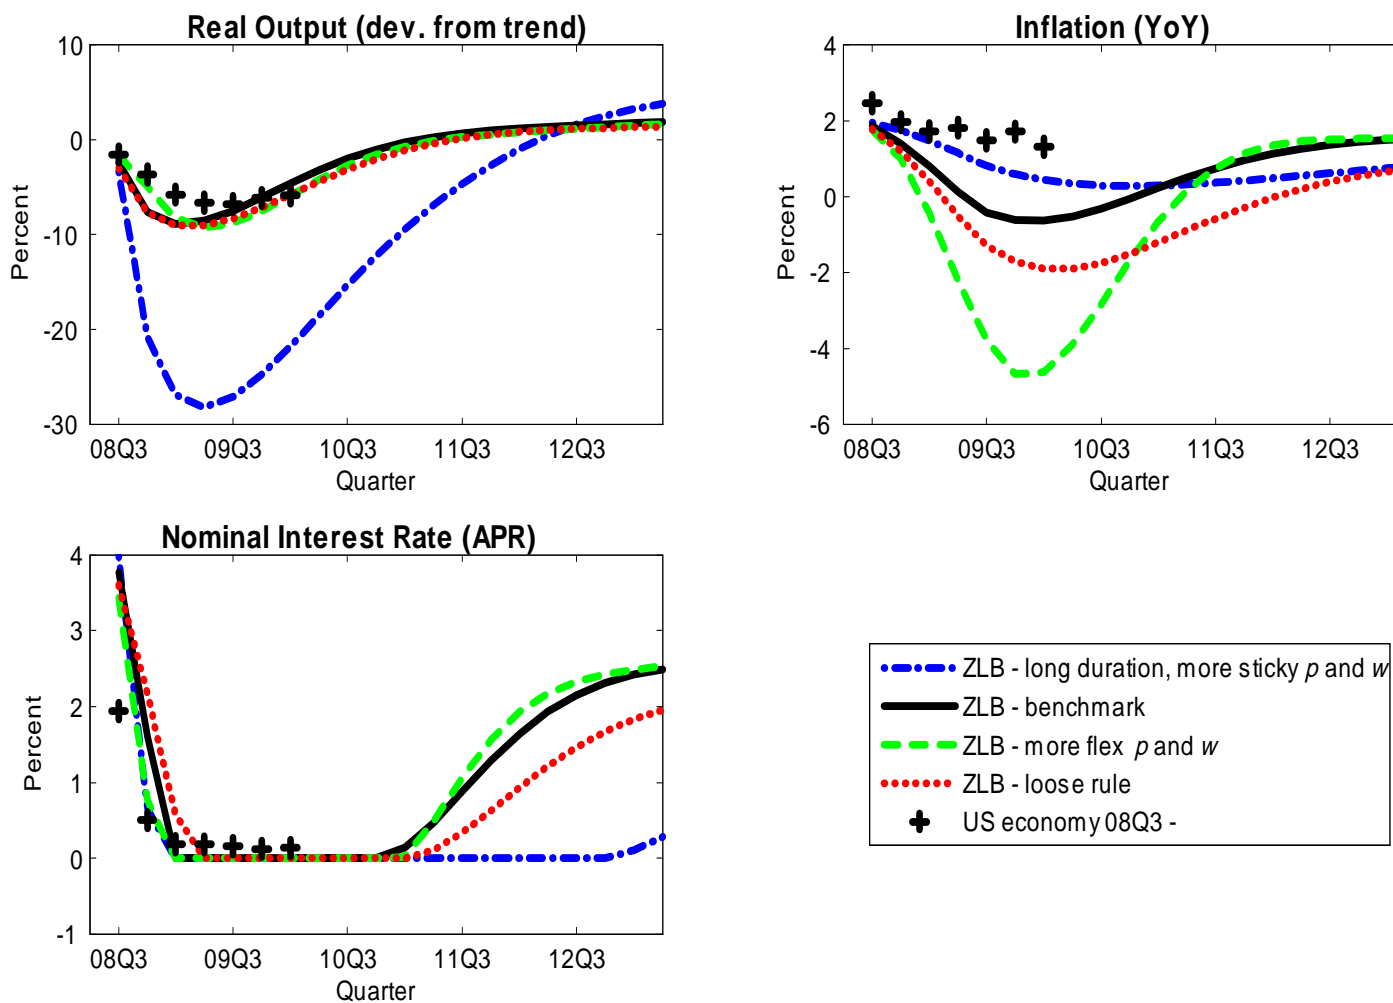 Real Output (dev. from trend)
10
0
-10
-20
-30
Percent
08Q3 09Q3 10Q3 11Q3 12Q3
Quarter
Inflation (YoY)
4
2
0
-2
-4
-6
Percent
08Q3 09Q3 10Q3 11Q3 12Q3
Quarter
Nominal Interest Rate (APR)
4
3
2
1
0
-1
Percent
08Q3 09Q3 10Q3 11Q3 12Q3
Quarter
ZLB - long duration, more sticky p and w
ZLB - benchmark
ZLB - more flex p and w
ZLB - loose rule
US economy 08Q3 -